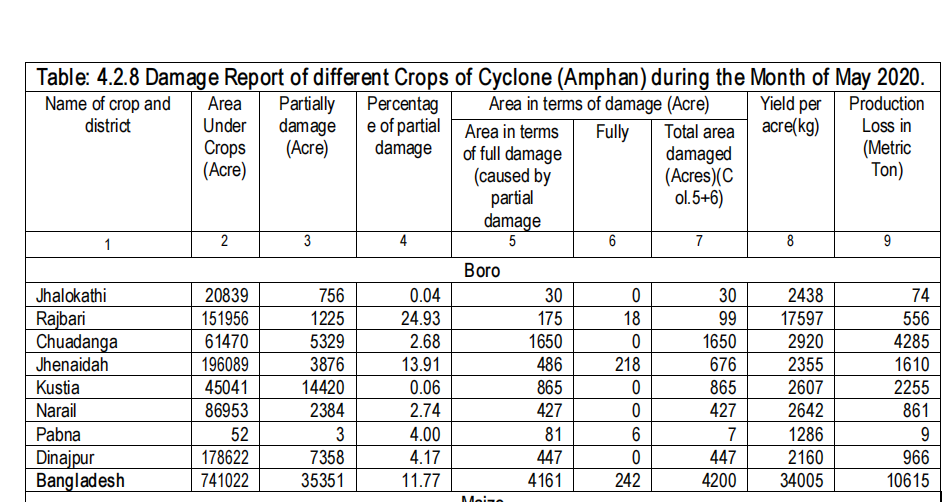 Table: 4.2.8 Damage Report of different Crops of Cyclone (Amphan) during the Month of May 2020.
Name of crop and district | Area Under Crops (Acre) | Partially damage (Acre) | Percentag e of partial damage | Area in terms of damage (Acre) | Yield per acre(kg) | Production Loss in (Metric Ton)
Area in terms of full damage (caused by partial damage | Fully | Total area damaged (Acres)(C ol.5+6)
1 2 3 4 5 6 7 8 9
Boro
Jhalokathi 20839 756 0.04 30 0 30 2438 74
Rajbari 151956 1225 24.93 175 18 99 17597 556
Chuadanga 61470 5329 2.68 1650 0 1650 2920 4285
Jhenaidah 196089 3876 13.91 486 218 676 2355 1610
Kustia 45041 14420 0.06 865 0 865 2607 2255
Narail 86953 2384 2.74 427 0 427 2642 861
Pabna 52 3 4.00 81 6 7 1286 9
Dinajpur 178622 7358 4.17 447 0 447 2160 966
Bangladesh 741022 35351 11.77 4161 242 4200 34005 10615